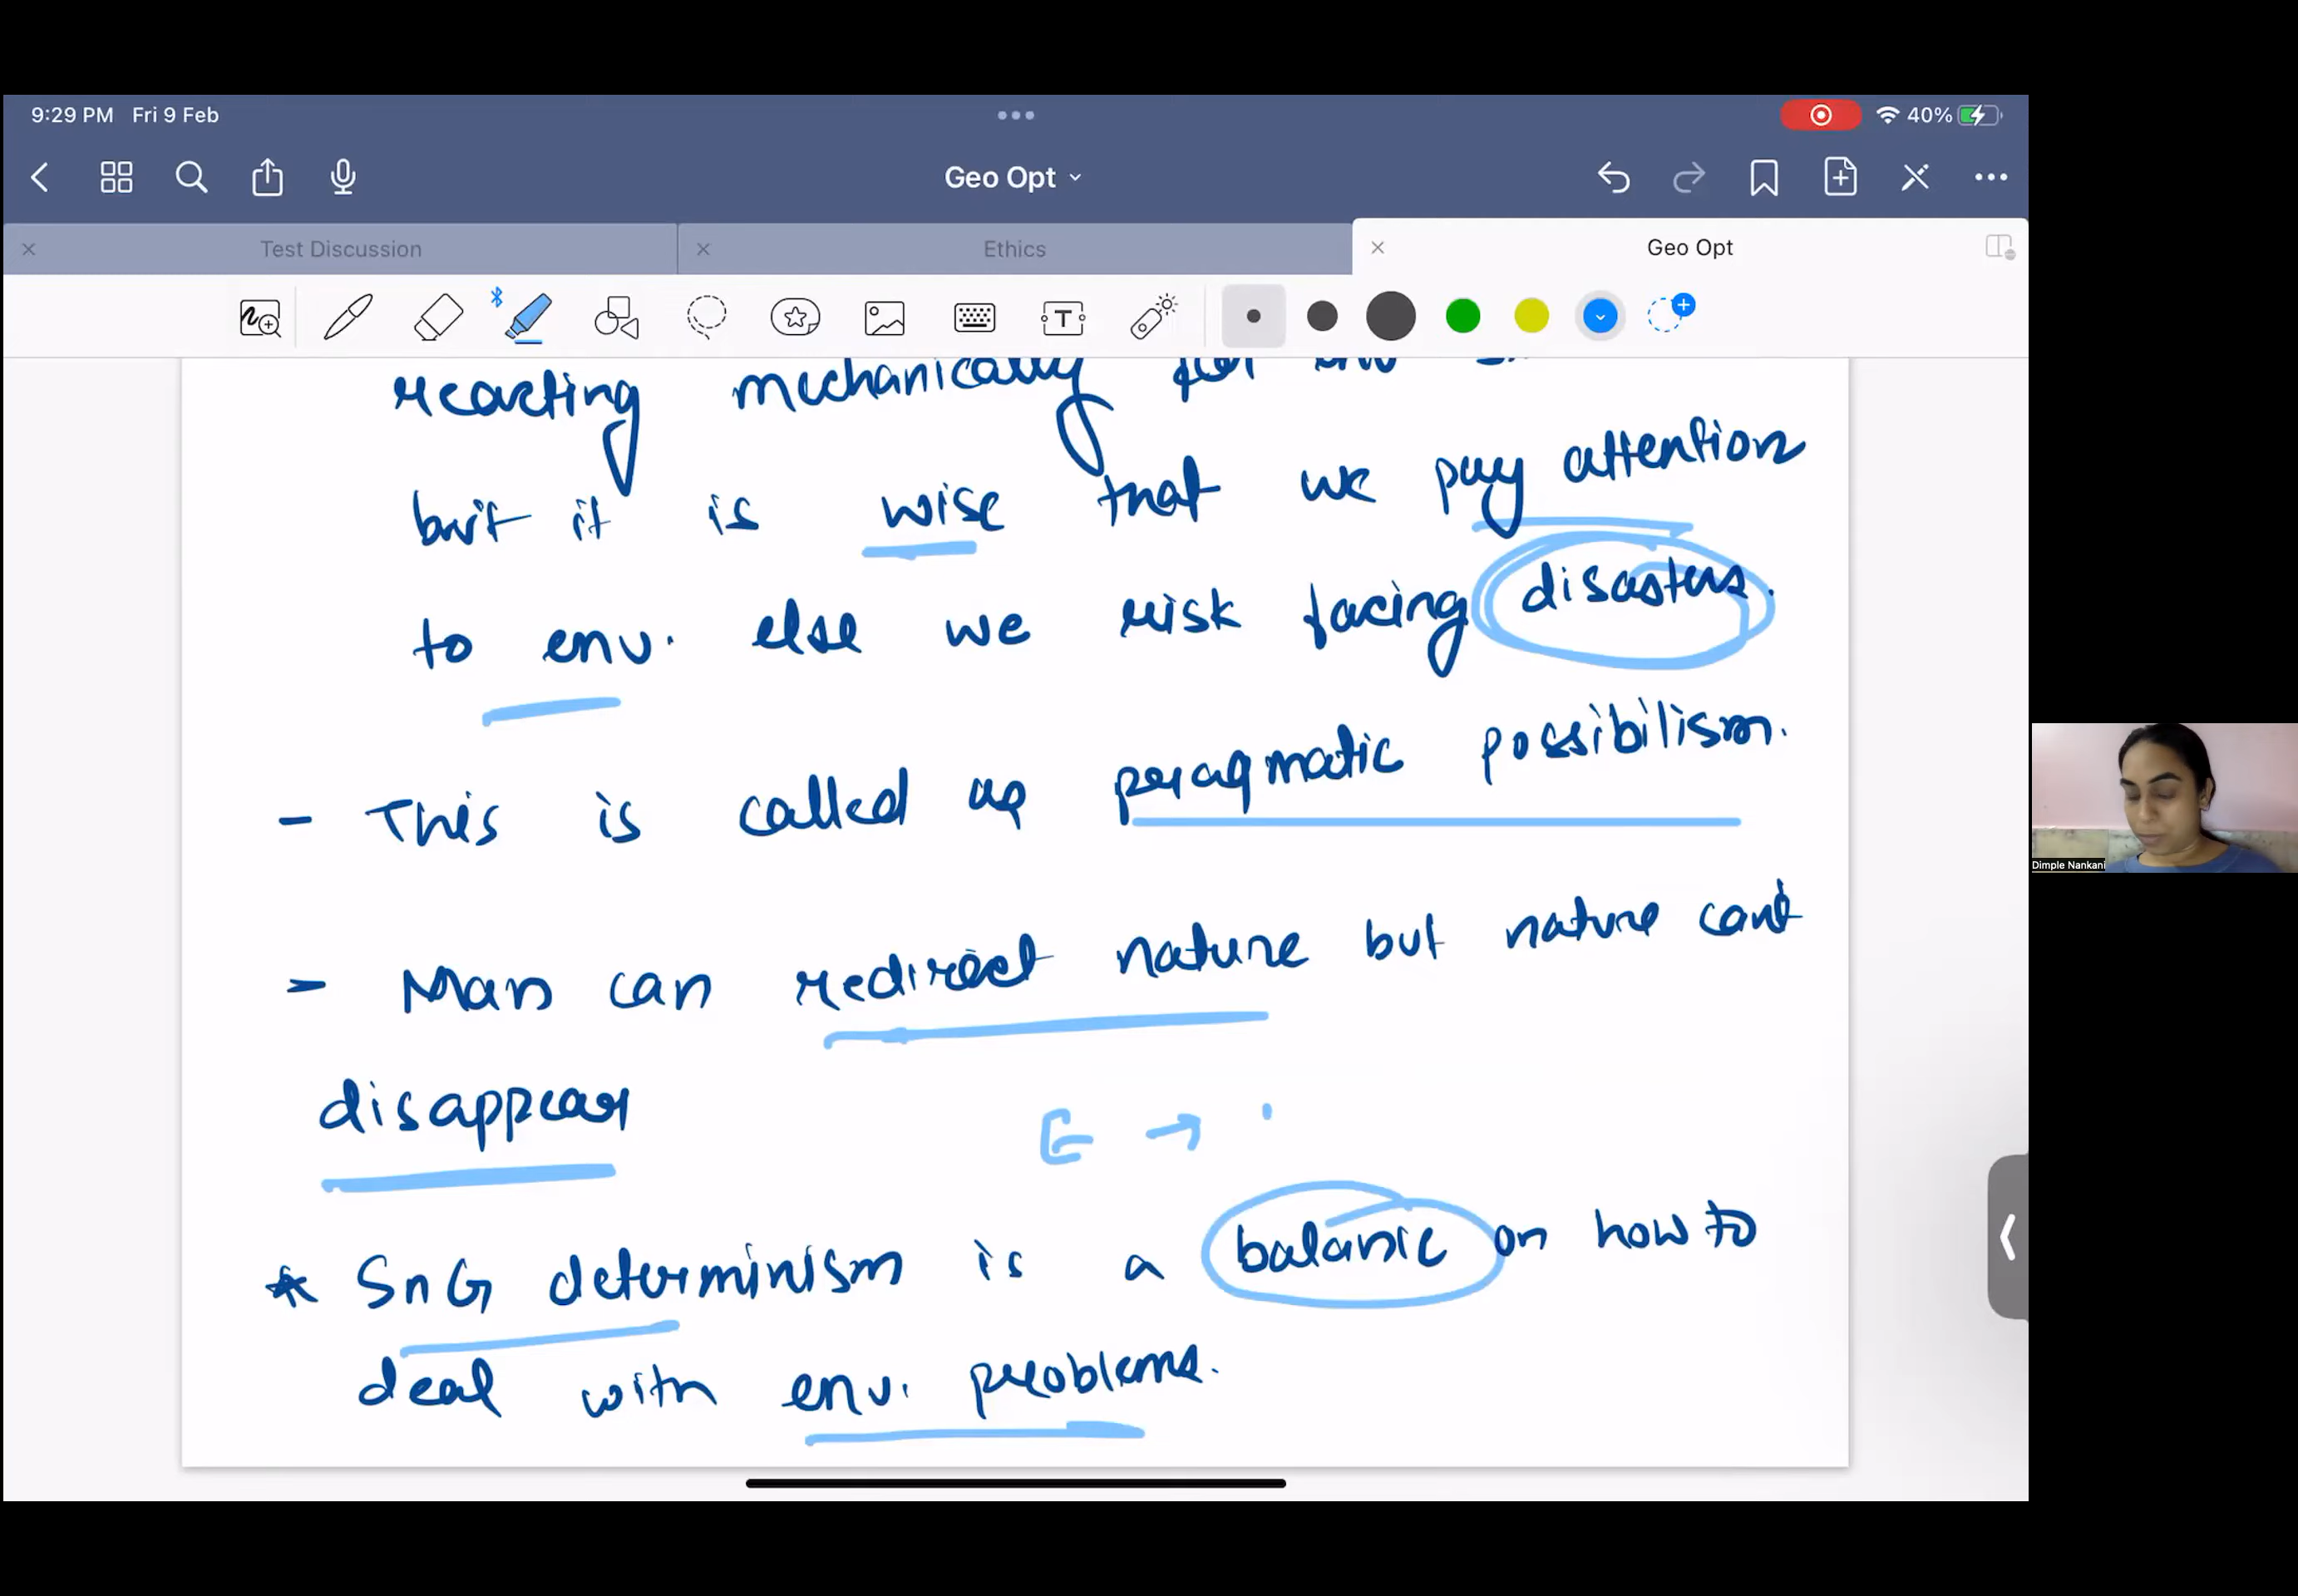 9:29 PM Fri 9 Feb
40%
Geo Opt
Test Discussion
Ethics
Geo Opt
reacting mechanically for
but it is wise that we pay attention
to env. else we risk facing disasters.
- This is called as pragmatic possibilism.
- Man can redirect nature but nature can't
disappear
E →
* SnG determinism is a balance on how to
deal with env. problems.
Dimple Nankani